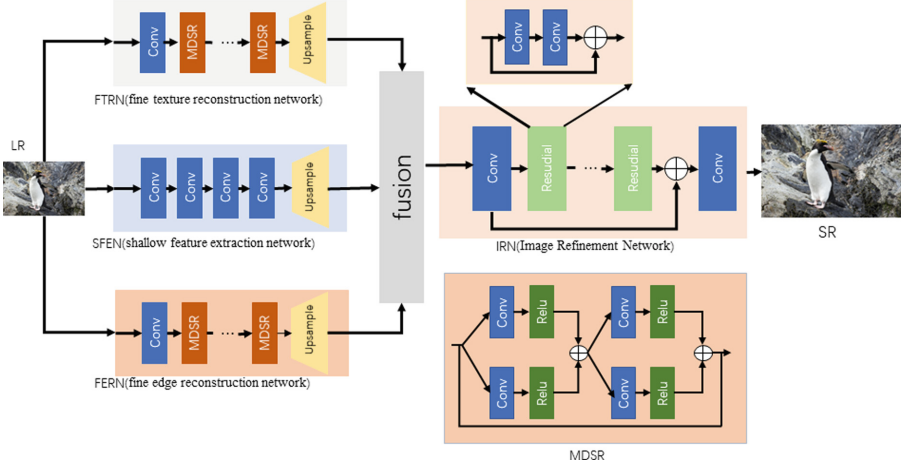 LR
Conv
MDSR
...
MDSR
Upsample
FTRN(fine texture reconstruction network)
Conv
Conv
Conv
Conv
Upsample
SFEN(shallow feature extraction network)
Conv
MDSR
...
MDSR
Upsample
FERN(fine edge reconstruction network)
fusion
Conv
Conv
Conv
Resudial
...
Resudial
Conv
IRN(Image Refinement Network)
SR
Conv
Relu
Conv
Relu
Conv
Relu
Conv
Relu
MDSR